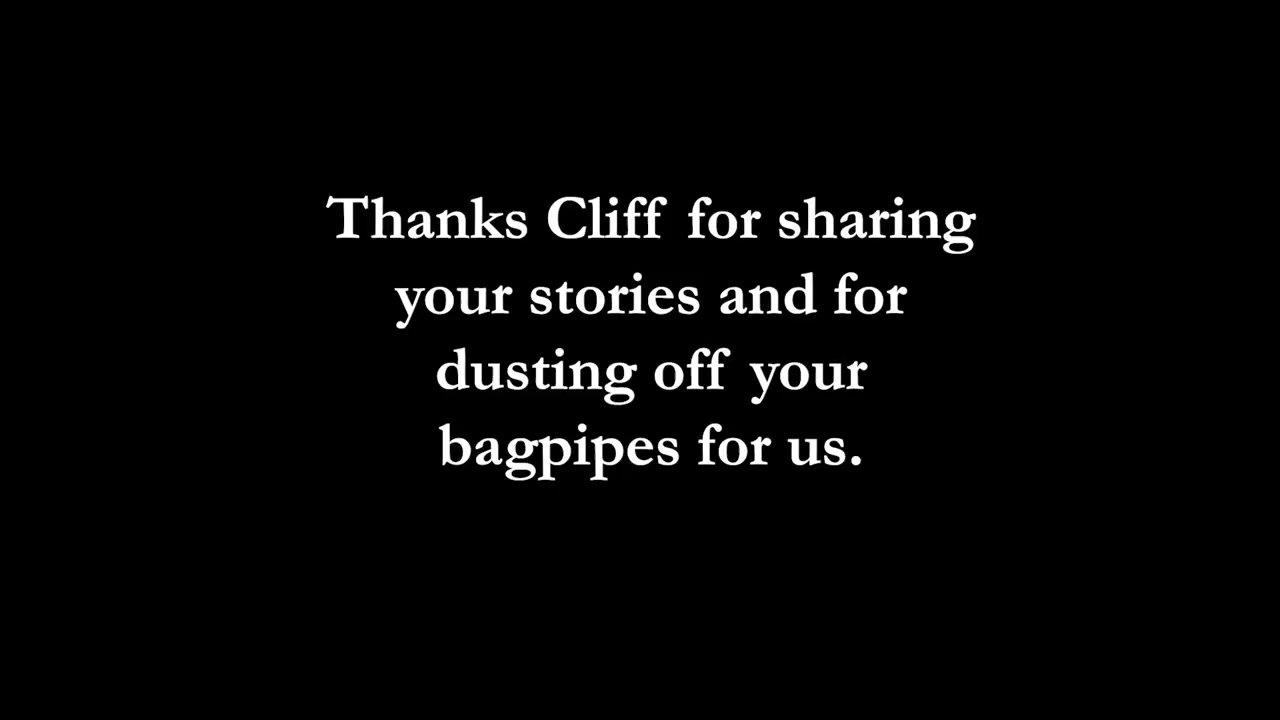 Thanks Cliff for sharing
your stories and for
dusting off your
bagpipes for us.